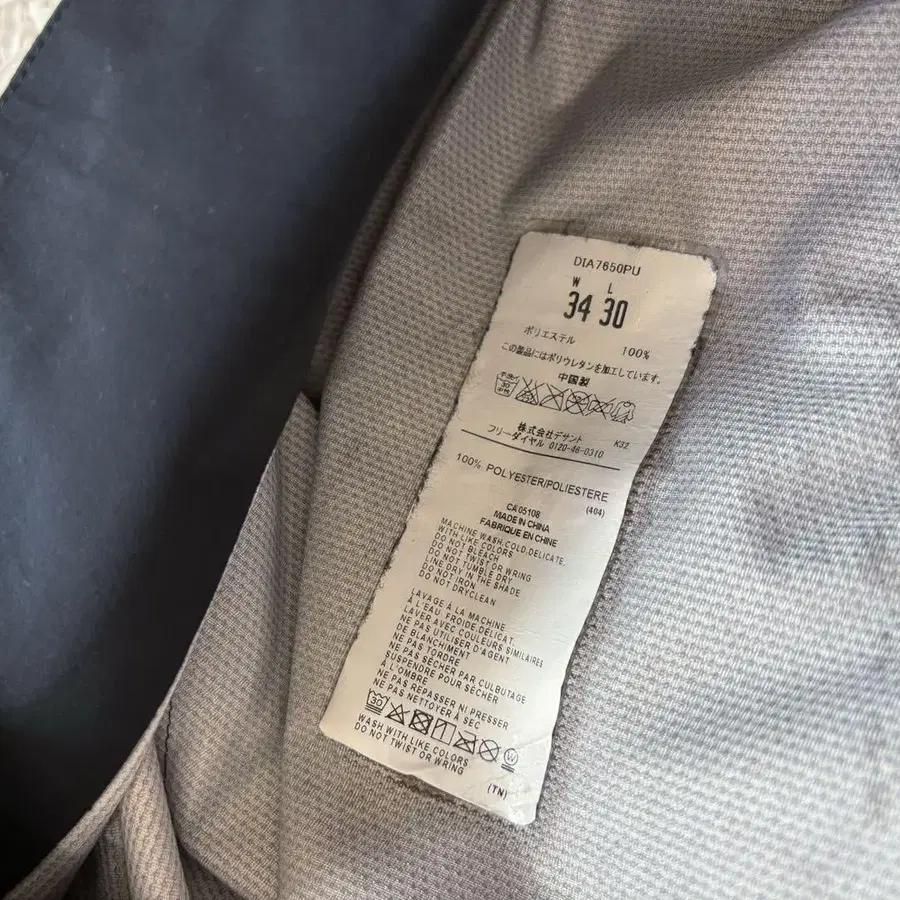 DIA7650PU
W L
34 30
ポリエステル 100%
この製品にはポリウレタンを加工しています。
中国製
株式会社デサント K32
フリーダイヤル 0120-46-0310
100% POLYESTER/POLIESTERE
(404)
CA 05108
MADE IN CHINA
FABRIQUE EN CHINE
MACHINE WASH,COLD,DELICATE,
WITH LIKE COLORS
DO NOT BLEACH
DO NOT TWIST OR WRING
DO NOT TUMBLE DRY
LINE DRY IN THE SHADE
DO NOT IRON
DO NOT DRYCLEAN
LAVAGE À LA MACHINE
À L'EAU, FROIDE,DÉLICAT.
LAVER AVEC COULEURS SIMILAIRES
NE PAS UTILISER D'AGENT
DE BLANCHIMENT
NE PAS TORDRE
NE PAS SÉCHER PAR CULBUTAGE
SUSPENDRE POUR SÉCHER
À L'OMBRE
NE PAS REPASSER NI PRESSER
NE PAS NETTOYER À SEC
30
W
WASH WITH LIKE COLORS
DO NOT TWIST OR WRING
(TN)